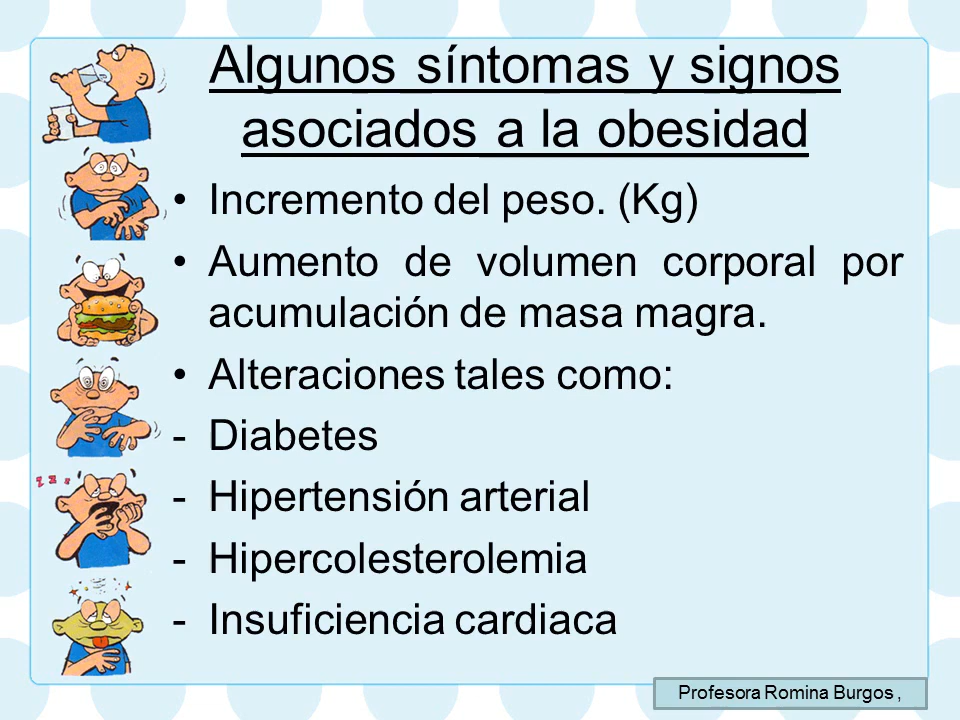 Algunos síntomas y signos
asociados a la obesidad
• Incremento del peso. (Kg)
• Aumento de volumen corporal por
acumulación de masa magra.
• Alteraciones tales como:
- Diabetes
- Hipertensión arterial
- Hipercolesterolemia
- Insuficiencia cardiaca
z z z
Profesora Romina Burgos ,